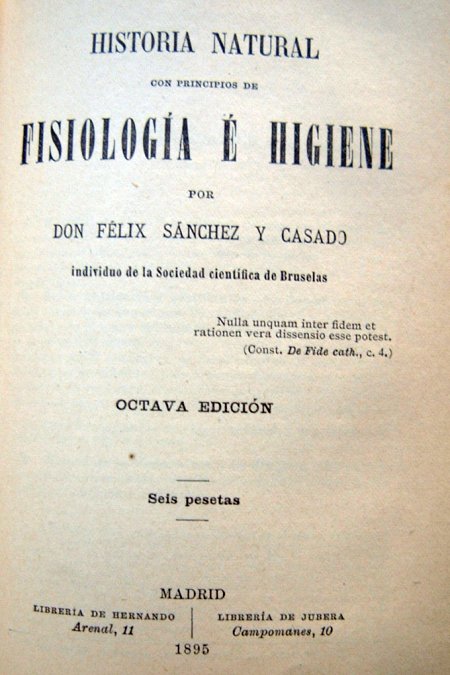 HISTORIA NATURAL
CON PRINCIPIOS DE
FISIOLOGÍA É HIGIENE
POR
DON FÉLIX SÁNCHEZ Y CASADO
individuo de la Sociedad científica de Bruselas
Nulla unquam inter fidem et
rationen vera dissensio esse potest.
(Const. De Fide cath., c. 4.)
OCTAVA EDICIÓN
Seis pesetas
MADRID
LIBRERÍA DE HERNANDO
Arenal, 11
LIBRERÍA DE JUBERA
Campomanes, 10
1895